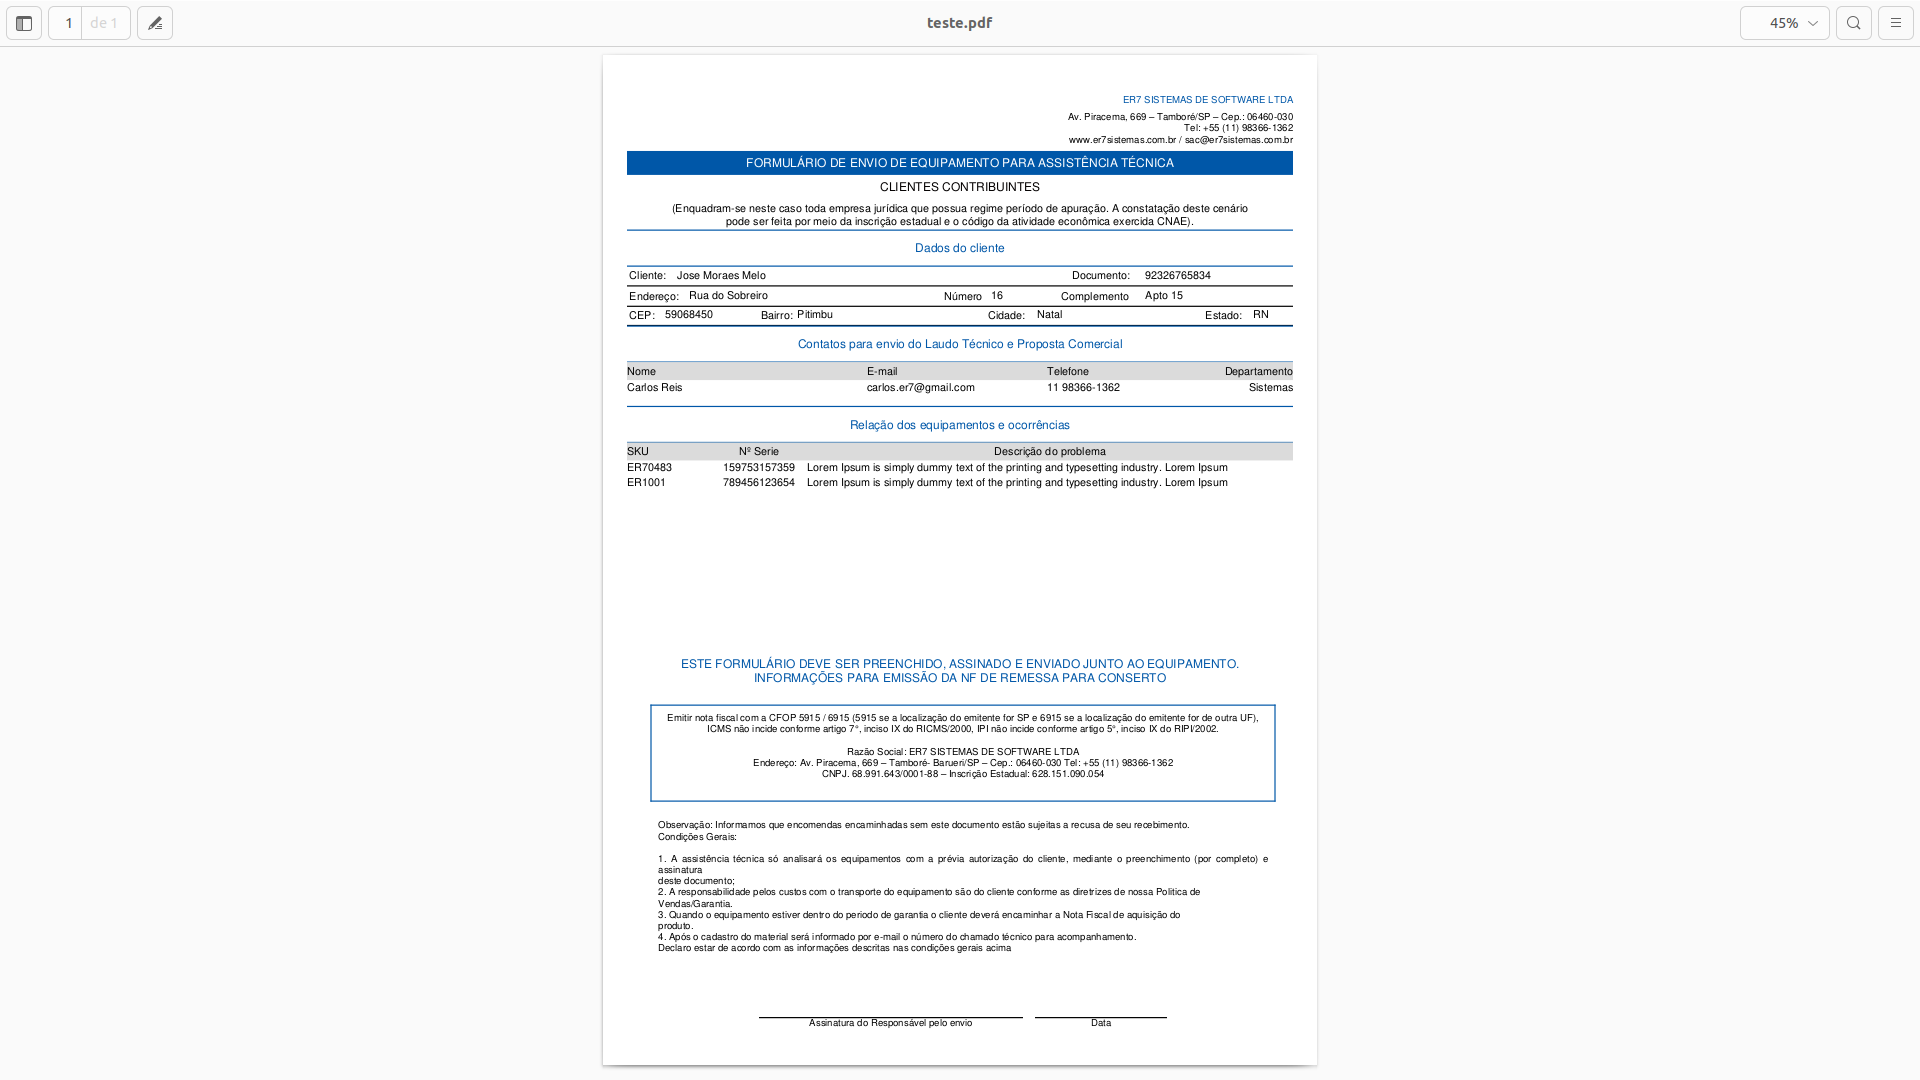 1
de 1
teste.pdf
45%
ER7 SISTEMAS DE SOFTWARE LTDA
Av. Piracema, 669 – Tamboré/SP – Cep.: 06460-030
Tel: +55 (11) 98366-1362
www.er7sistemas.com.br / sac@er7sistemas.com.br
FORMULÁRIO DE ENVIO DE EQUIPAMENTO PARA ASSISTÊNCIA TÉCNICA
CLIENTES CONTRIBUINTES
(Enquadram-se neste caso toda empresa jurídica que possua regime período de apuração. A constatação deste cenário
pode ser feita por meio da inscrição estadual e o código da atividade econômica exercida CNAE).
Dados do cliente
Cliente: Jose Moraes Melo Documento: 92326765834
Endereço: Rua do Sobreiro Número 16 Complemento Apto 15
CEP: 59068450 Bairro: Pitimbu Cidade: Natal Estado: RN
Contatos para envio do Laudo Técnico e Proposta Comercial
Nome E-mail Telefone Departamento
Carlos Reis carlos.er7@gmail.com 11 98366-1362 Sistemas
Relação dos equipamentos e ocorrências
SKU Nº Serie Descrição do problema
ER70483 159753157359 Lorem Ipsum is simply dummy text of the printing and typesetting industry. Lorem Ipsum
ER1001 789456123654 Lorem Ipsum is simply dummy text of the printing and typesetting industry. Lorem Ipsum
ESTE FORMULÁRIO DEVE SER PREENCHIDO, ASSINADO E ENVIADO JUNTO AO EQUIPAMENTO.
INFORMAÇÕES PARA EMISSÃO DA NF DE REMESSA PARA CONSERTO
Emitir nota fiscal com a CFOP 5915 / 6915 (5915 se a localização do emitente for SP e 6915 se a localização do emitente for de outra UF),
ICMS não incide conforme artigo 7°, inciso IX do RICMS/2000, IPI não incide conforme artigo 5°, inciso IX do RIPI/2002.
Razão Social: ER7 SISTEMAS DE SOFTWARE LTDA
Endereço: Av. Piracema, 669 – Tamboré- Barueri/SP – Cep.: 06460-030 Tel: +55 (11) 98366-1362
CNPJ. 68.991.643/0001-88 – Inscrição Estadual: 628.151.090.054
Observação: Informamos que encomendas encaminhadas sem este documento estão sujeitas a recusa de seu recebimento.
Condições Gerais:
1. A assistência técnica só analisará os equipamentos com a prévia autorização do cliente, mediante o preenchimento (por completo) e
assinatura
deste documento;
2. A responsabilidade pelos custos com o transporte do equipamento são do cliente conforme as diretrizes de nossa Politica de
Vendas/Garantia.
3. Quando o equipamento estiver dentro do periodo de garantia o cliente deverá encaminhar a Nota Fiscal de aquisição do
produto.
4. Após o cadastro do material será informado por e-mail o número do chamado técnico para acompanhamento.
Declaro estar de acordo com as informações descritas nas condições gerais acima
Assinatura do Responsável pelo envio Data